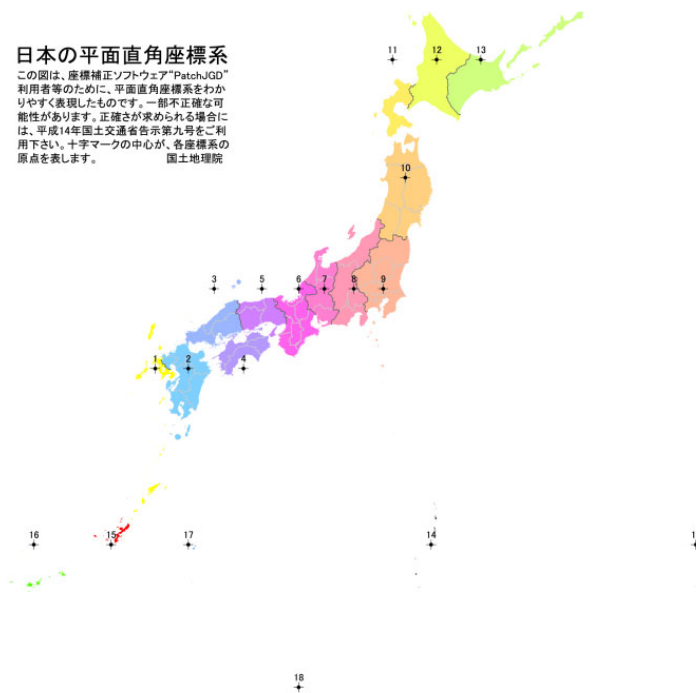 日本の平面直角座標系
この図は、座標補正ソフトウェア“PatchJGD”
利用者等のために、平面直角座標系をわか
りやすく表現したものです。一部不正確な可
能性があります。正確さが求められる場合に
は、平成14年国土交通省告示第九号をご利
用下さい。十字マークの中心が、各座標系の
原点を表します。 国土地理院
11 12 13
10
3 5 6 7 8 9
1 2 4
16 15 17 14
18